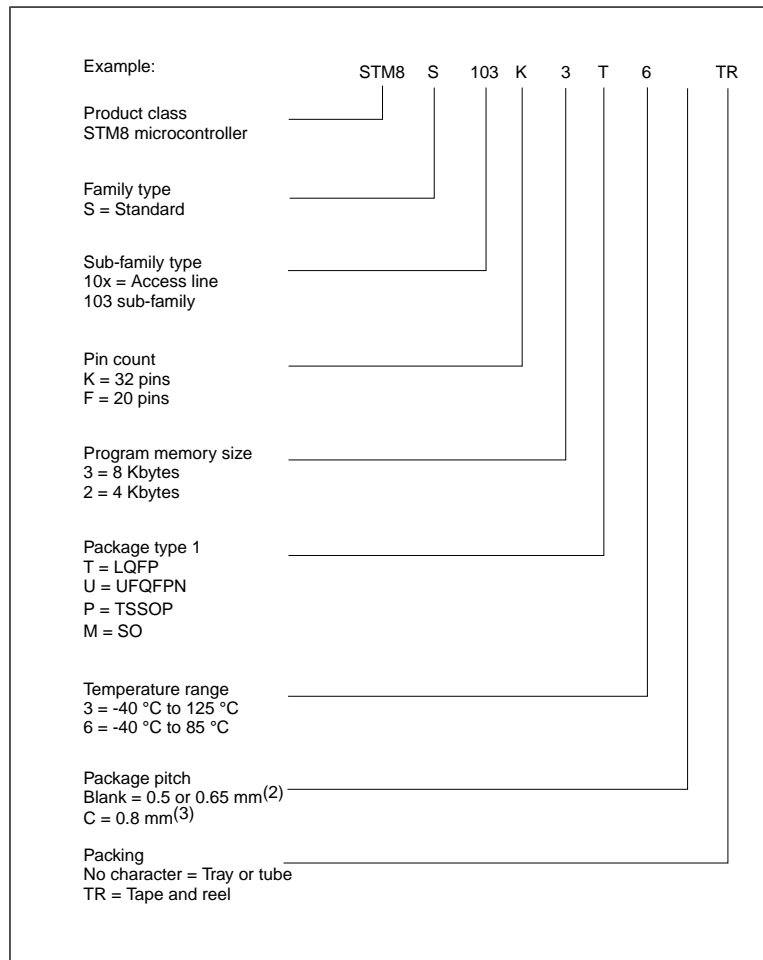 Example: STM8 S 103 K 3 T 6 TR
Product class
STM8 microcontroller
Family type
S = Standard
Sub-family type
10x = Access line
103 sub-family
Pin count
K = 32 pins
F = 20 pins
Program memory size
3 = 8 Kbytes
2 = 4 Kbytes
Package type 1
T = LQFP
U = UFQFPN
P = TSSOP
M = SO
Temperature range
3 = -40 °C to 125 °C
6 = -40 °C to 85 °C
Package pitch
Blank = 0.5 or 0.65 mm(2)
C = 0.8 mm(3)
Packing
No character = Tray or tube
TR = Tape and reel